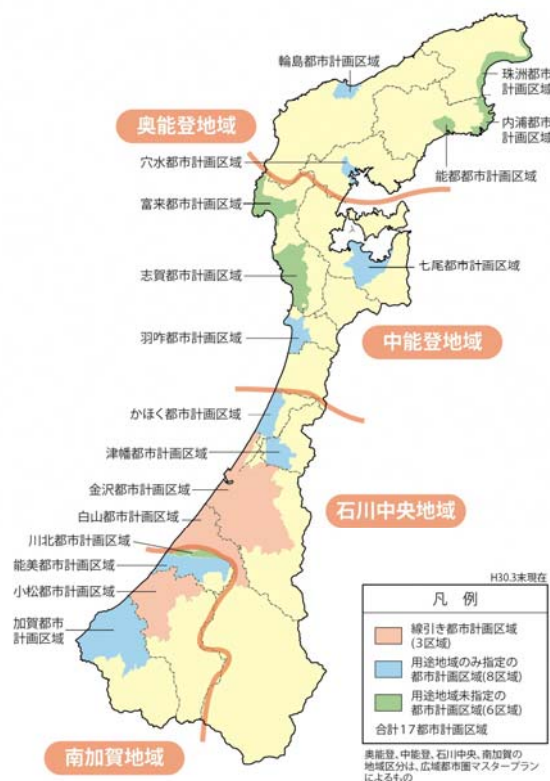 輪島都市計画区域
珠洲都市
計画区域
内浦都市
計画区域
奥能登地域
穴水都市計画区域
能都都市計画区域
富来都市計画区域
志賀都市計画区域
七尾都市計画区域
羽咋都市計画区域
中能登地域
かほく都市計画区域
津幡都市計画区域
金沢都市計画区域
白山都市計画区域
石川中央地域
川北都市計画区域
能美都市計画区域
小松都市計画区域
加賀都市
計画区域
南加賀地域
H30.3末現在
凡 例
線引き都市計画区域
(3区域)
用途地域のみ指定の
都市計画区域(8区域)
用途地域未指定の
都市計画区域(6区域)
合計17都市計画区域
奥能登、中能登、石川中央、南加賀の
地域区分は、広域都市圏マスタープラン
によるもの